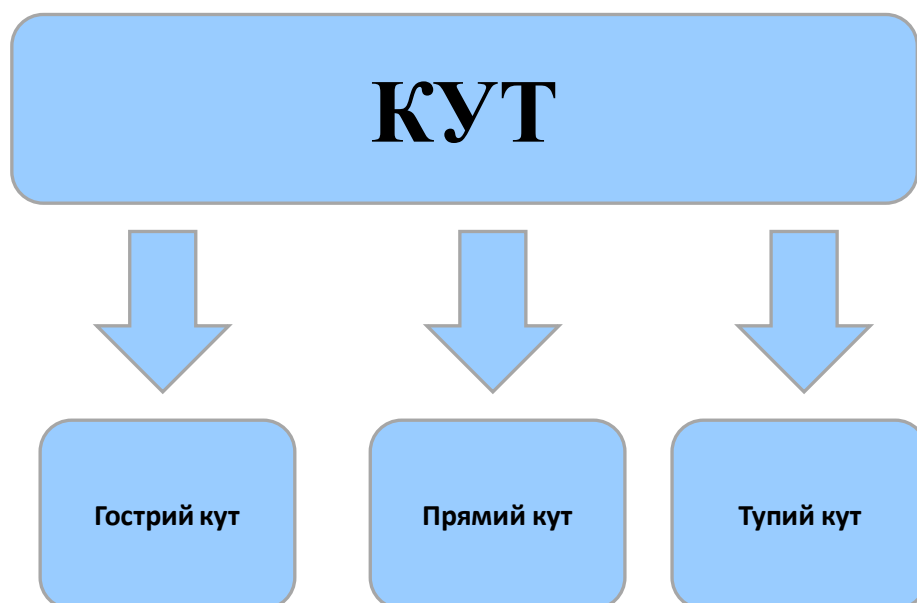 КУТ
Гострий кут
Прямий кут
Тупий кут